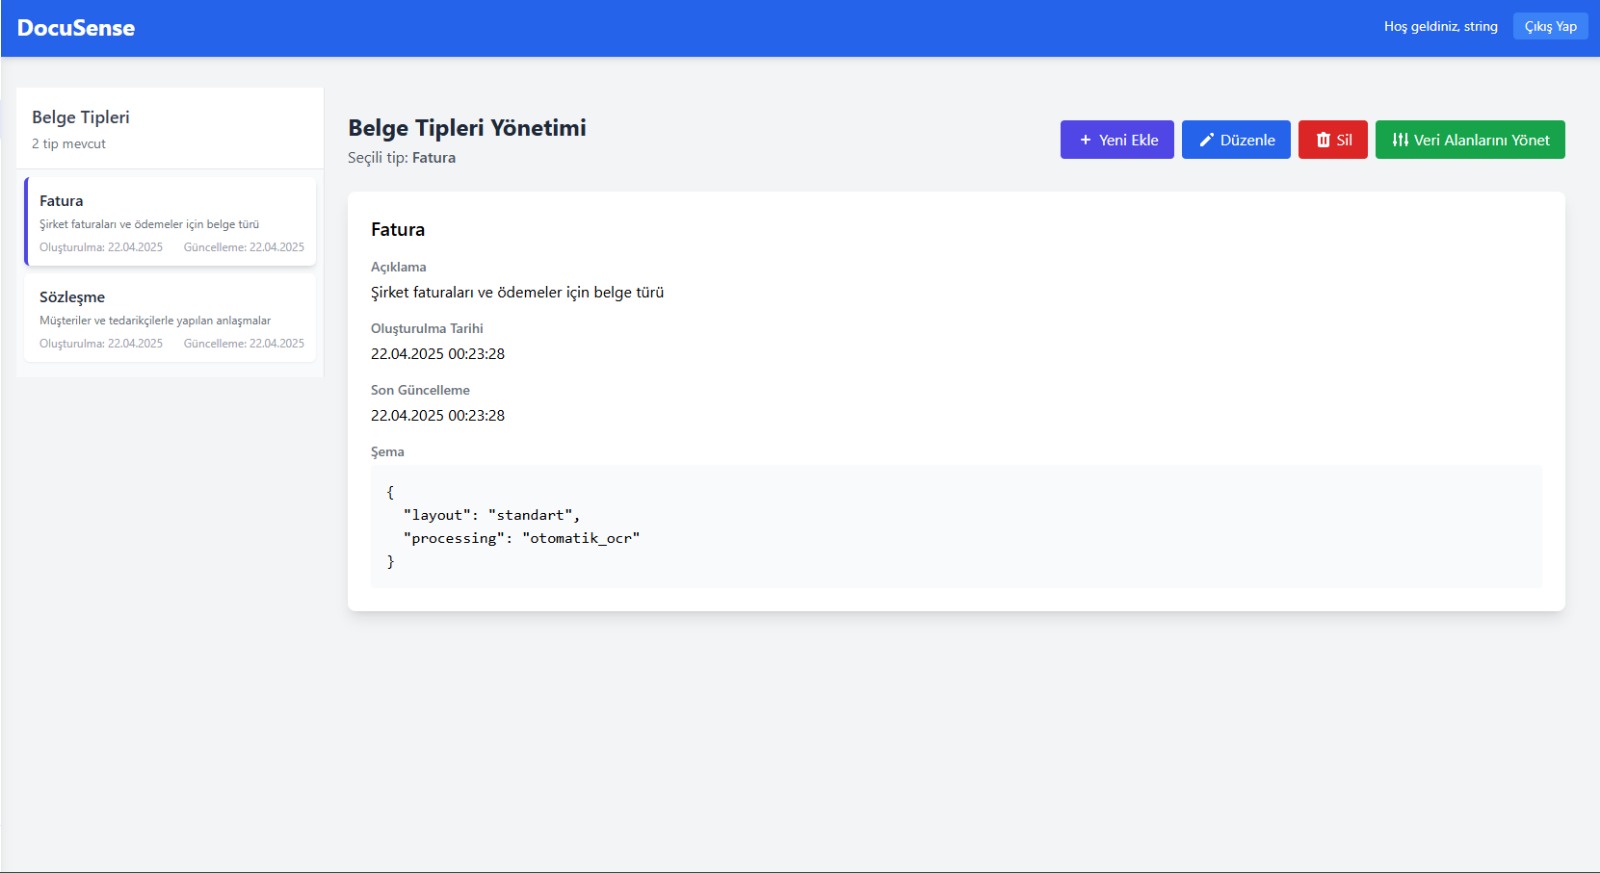 DocuSense
Hoş geldiniz, string
Çıkış Yap
Belge Tipleri
2 tip mevcut
Fatura
Şirket faturaları ve ödemeler için belge türü
Oluşturulma: 22.04.2025 Güncelleme: 22.04.2025
Sözleşme
Müşteriler ve tedarikçilerle yapılan anlaşmalar
Oluşturulma: 22.04.2025 Güncelleme: 22.04.2025
Belge Tipleri Yönetimi
Seçili tip: Fatura
+ Yeni Ekle
Düzenle
Sil
Veri Alanlarını Yönet
Fatura
Açıklama
Şirket faturaları ve ödemeler için belge türü
Oluşturulma Tarihi
22.04.2025 00:23:28
Son Güncelleme
22.04.2025 00:23:28
Şema
{
  "layout": "standart",
  "processing": "otomatik_ocr"
}